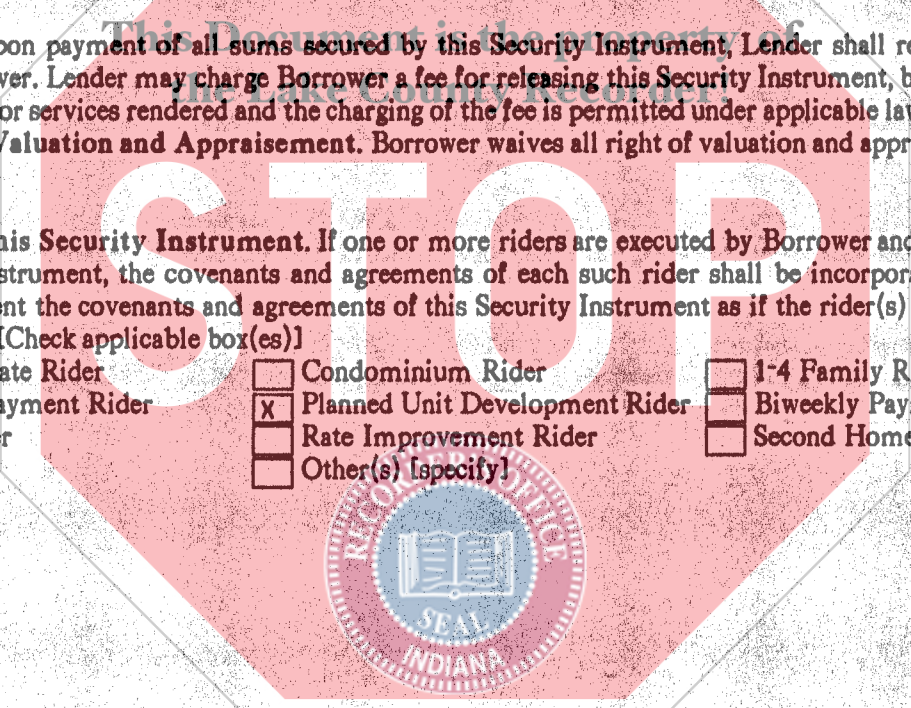 This Document is the property of
pon payment of all sums secured by this Security Instrument, Lender shall re
wer. Lender may charge Borrower a fee for releasing this Security Instrument, b
the Lake County Recorder!
or services rendered and the charging of the fee is permitted under applicable la
Valuation and Appraisement. Borrower waives all right of valuation and appr
STOP
his Security Instrument. If one or more riders are executed by Borrower and
strument, the covenants and agreements of each such rider shall be incorpor
ent the covenants and agreements of this Security Instrument as if the rider(s)
[Check applicable box(es)]
ate Rider Condominium Rider 1-4 Family R
ayment Rider X Planned Unit Development Rider Biweekly Pay
er Rate Improvement Rider Second Home
Other(s) [specify]
RECORDER'S OFFICE
SEAL
INDIANA